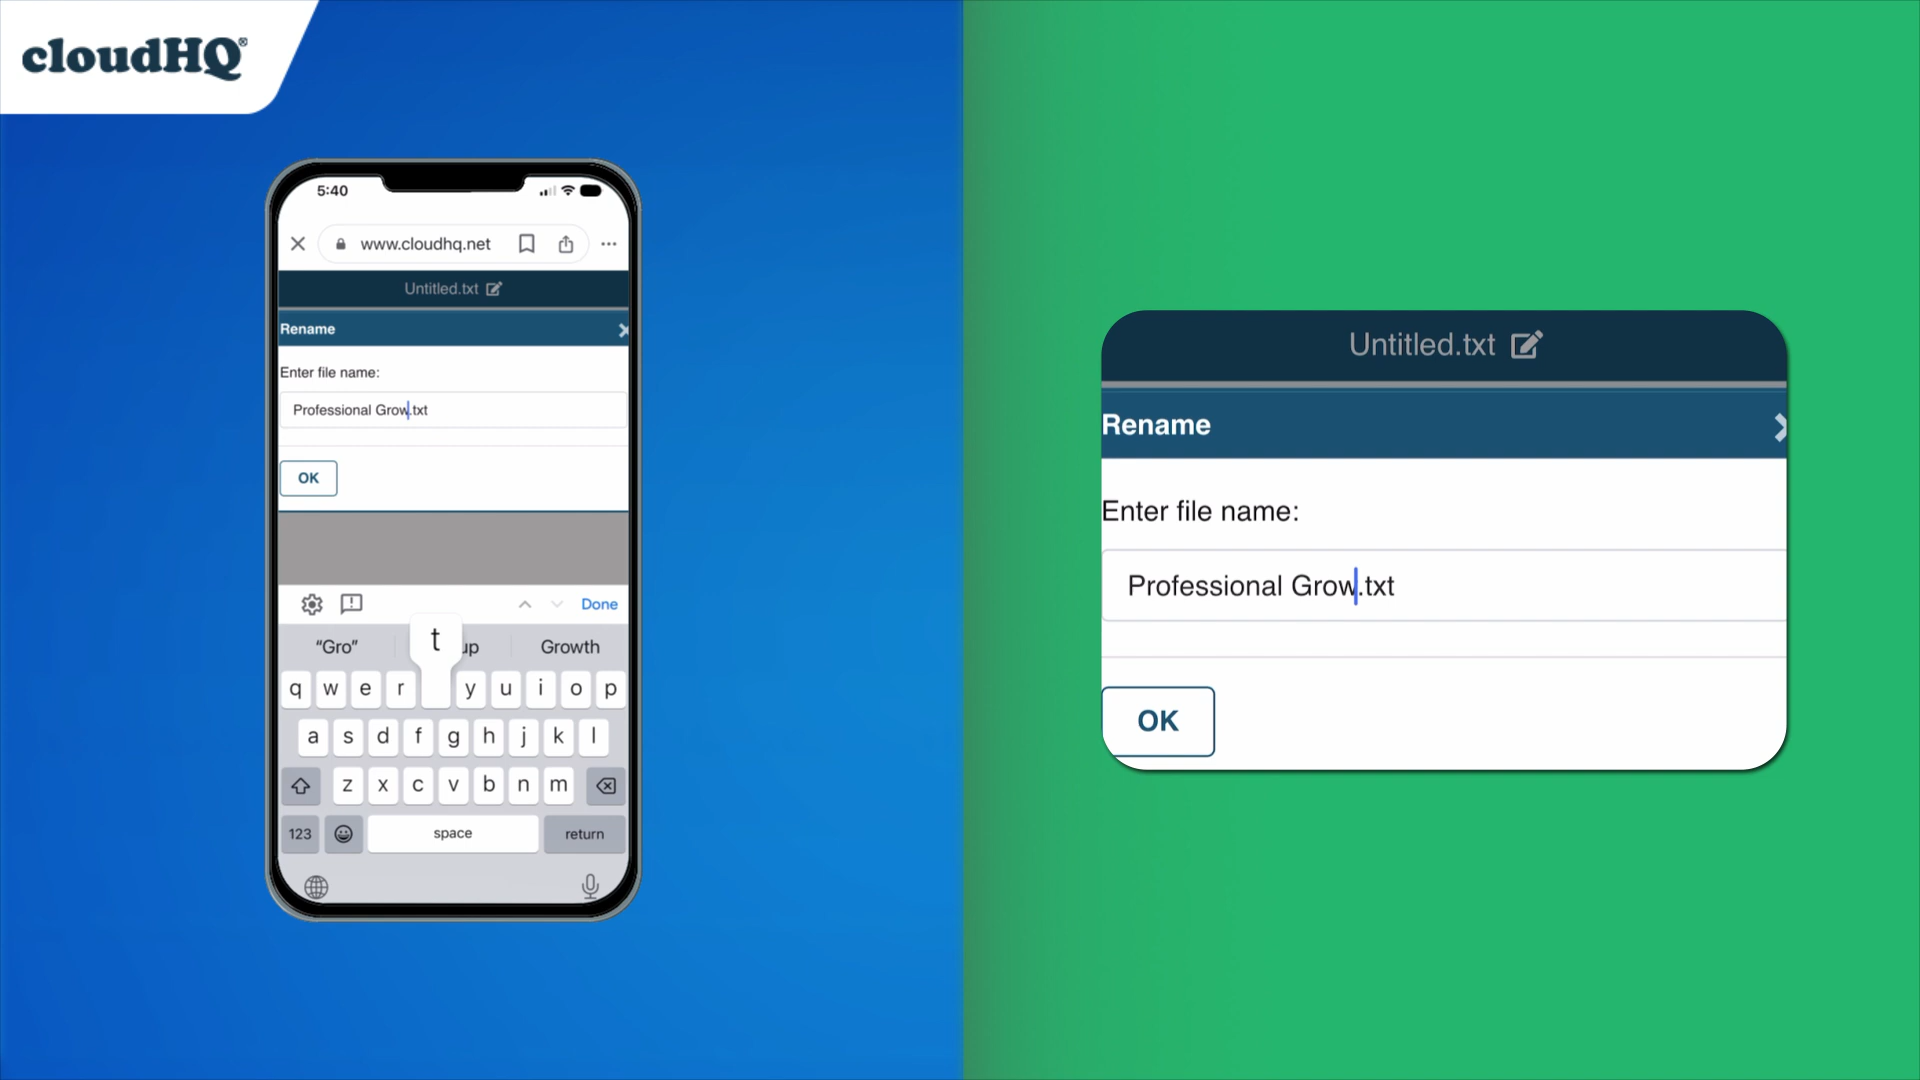 cloudHQ®
5:40
www.cloudhq.net
Untitled.txt
Rename
Enter file name:
Professional Grow.txt
OK
Done
“Gro”
t
up
Growth
q w e r y u i o p
a s d f g h j k l
z x c v b n m
123 space return
Untitled.txt
Rename
Enter file name:
Professional Grow.txt
OK